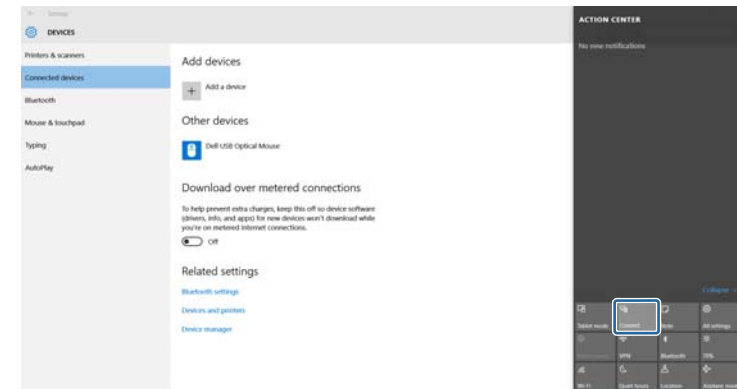 Settings
DEVICES
Printers & scanners
Connected devices
Bluetooth
Mouse & touchpad
Typing
AutoPlay
Add devices
Add a device
Other devices
Dell USB Optical Mouse
Download over metered connections
To help prevent extra charges, keep this off so device software
(drivers, info, and apps) for new devices won't download while
you're on metered Internet connections.
Off
Related settings
Bluetooth settings
Devices and printers
Device manager
ACTION CENTER
No new notifications
Collapse
Tablet mode
Connect
Note
All settings
VPN
Bluetooth
70%
Wi-Fi
Quiet hours
Location
Airplane mode